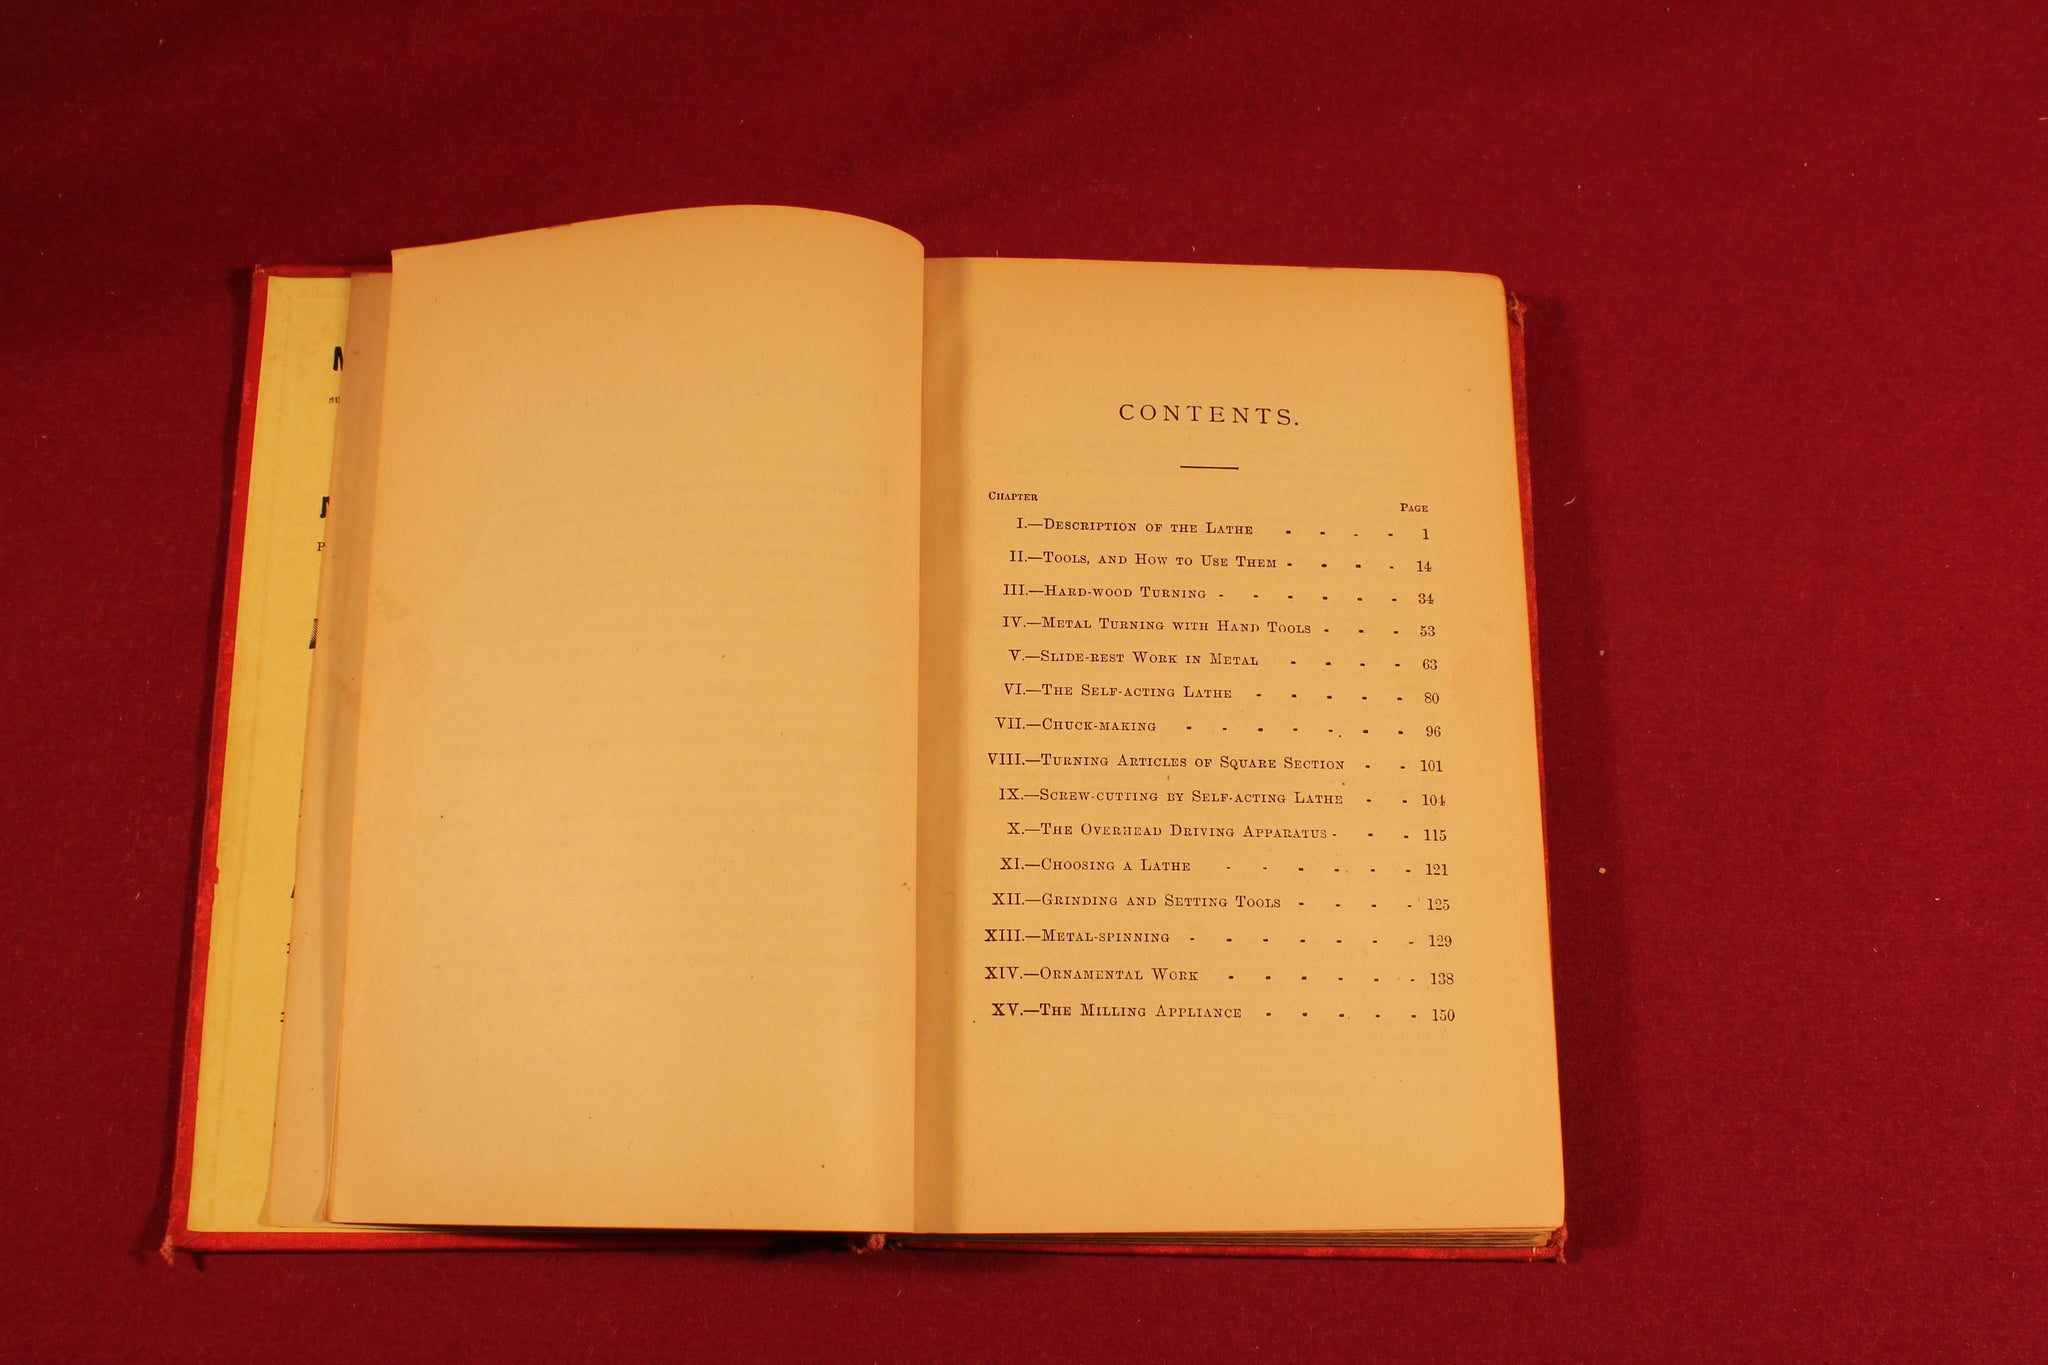 CONTENTS.
CHAPTER
PAGE
I.—DESCRIPTION OF THE LATHE - - - - 1
II.—TOOLS, AND HOW TO USE THEM - - - - 14
III.—HARD-WOOD TURNING - - - - - - 34
IV.—METAL TURNING WITH HAND TOOLS - - - 53
V.—SLIDE-REST WORK IN METAL - - - - 63
VI.—THE SELF-ACTING LATHE - - - - - 80
VII.—CHUCK-MAKING - - - - - - - 96
VIII.—TURNING ARTICLES OF SQUARE SECTION - - 101
IX.—SCREW-CUTTING BY SELF-ACTING LATHE - - 104
X.—THE OVERHEAD DRIVING APPARATUS - - - 115
XI.—CHOOSING A LATHE - - - - - - 121
XII.—GRINDING AND SETTING TOOLS - - - - 125
XIII.—METAL-SPINNING - - - - - - - 129
XIV.—ORNAMENTAL WORK - - - - - - 138
XV.—THE MILLING APPLIANCE - - - - - 150